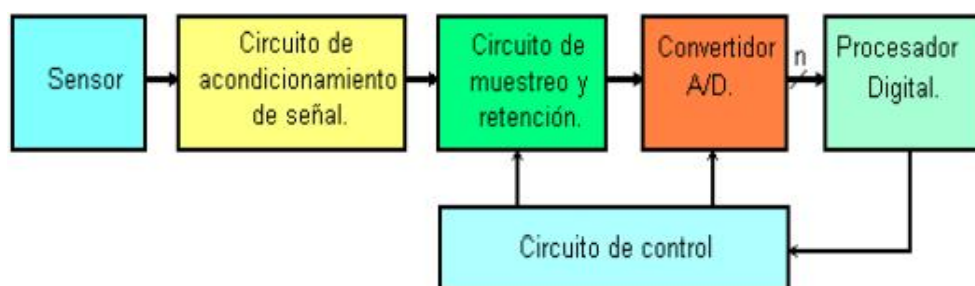 Sensor
Circuito de
acondicionamiento
de señal.
Circuito de
muestreo y
retención.
Convertidor
A/D.
n
Procesador
Digital.
Circuito de control